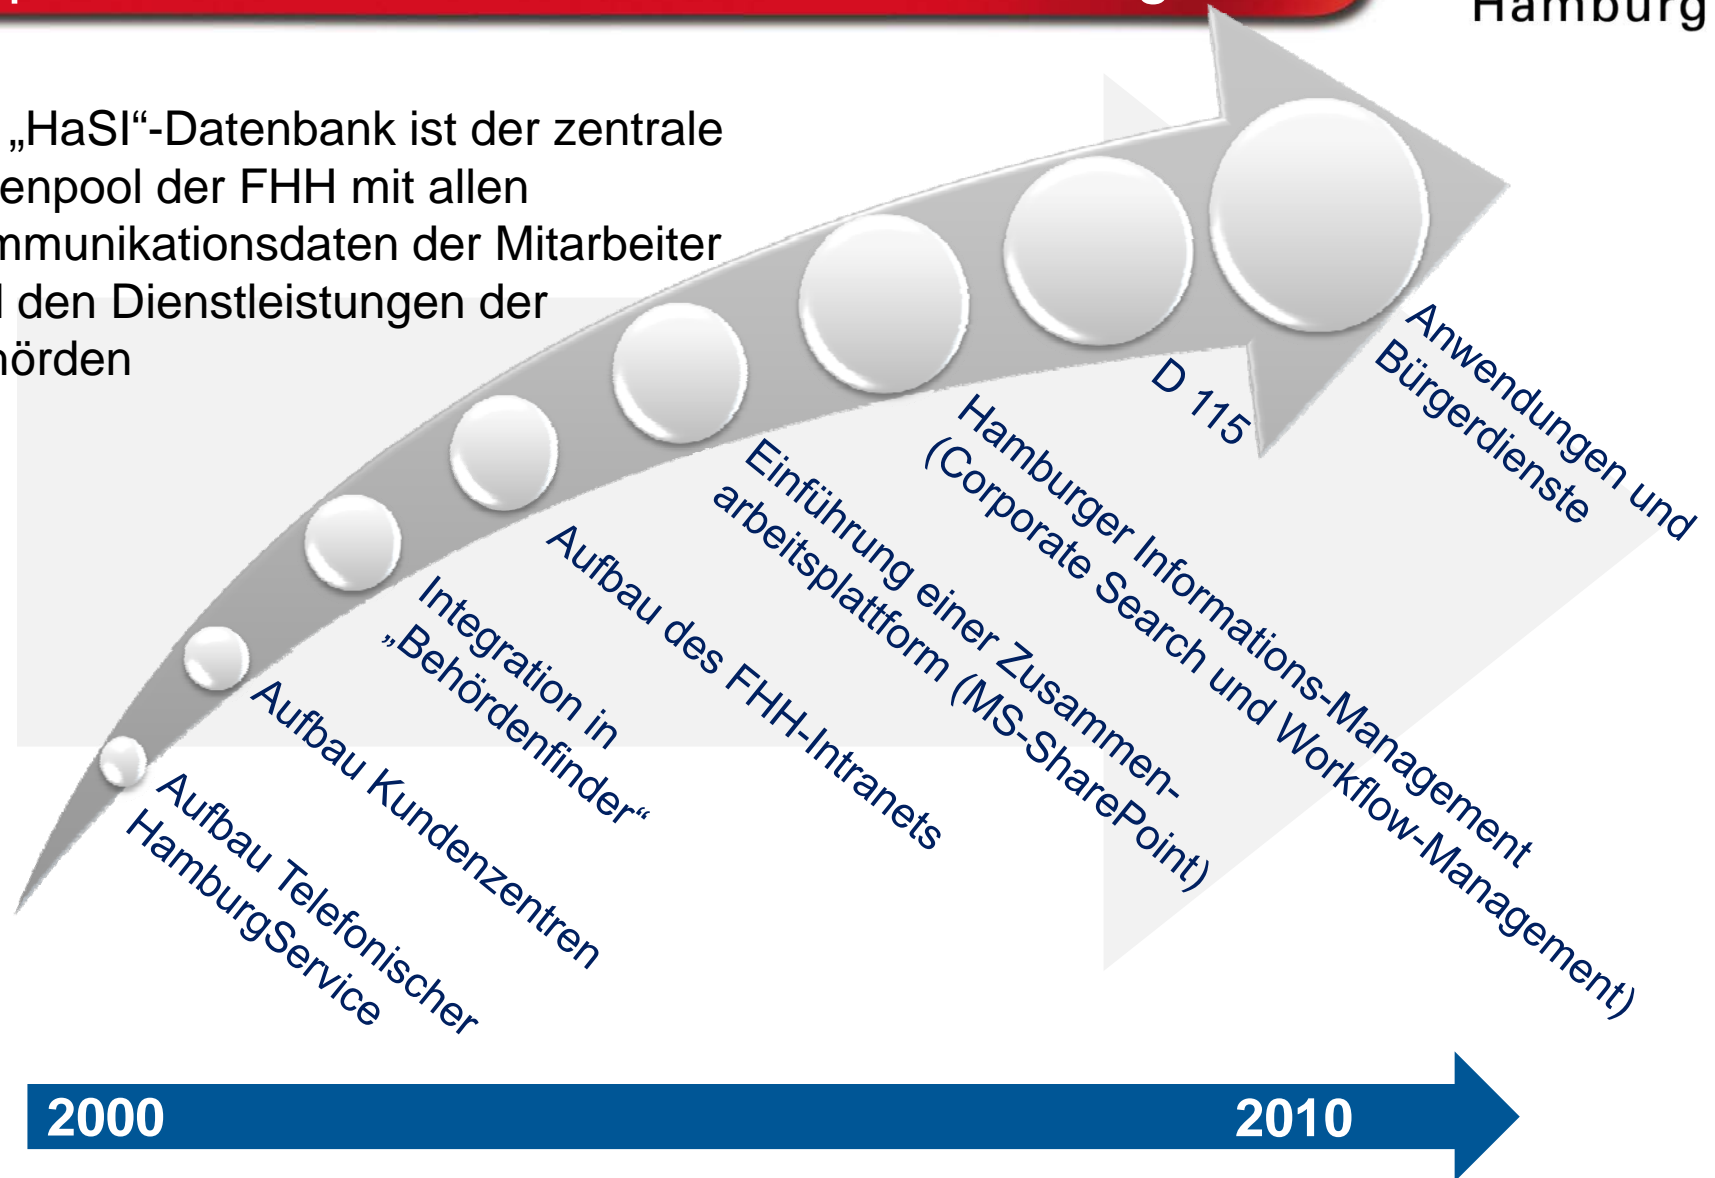 Hamburg
„HaSI“-Datenbank ist der zentrale
enpool der FHH mit allen
mmunikationsdaten der Mitarbeiter
den Dienstleistungen der
hörden
Aufbau Telefonischer
HamburgService
Aufbau Kundenzentren
Integration in
„Behördenfinder“
Aufbau des FHH-Intranets
Einführung einer Zusammen-
arbeitsplattform (MS-SharePoint)
Hamburger Informations-Management
(Corporate Search und Workflow-Management)
D 115
Anwendungen und
Bürgerdienste
2000
2010